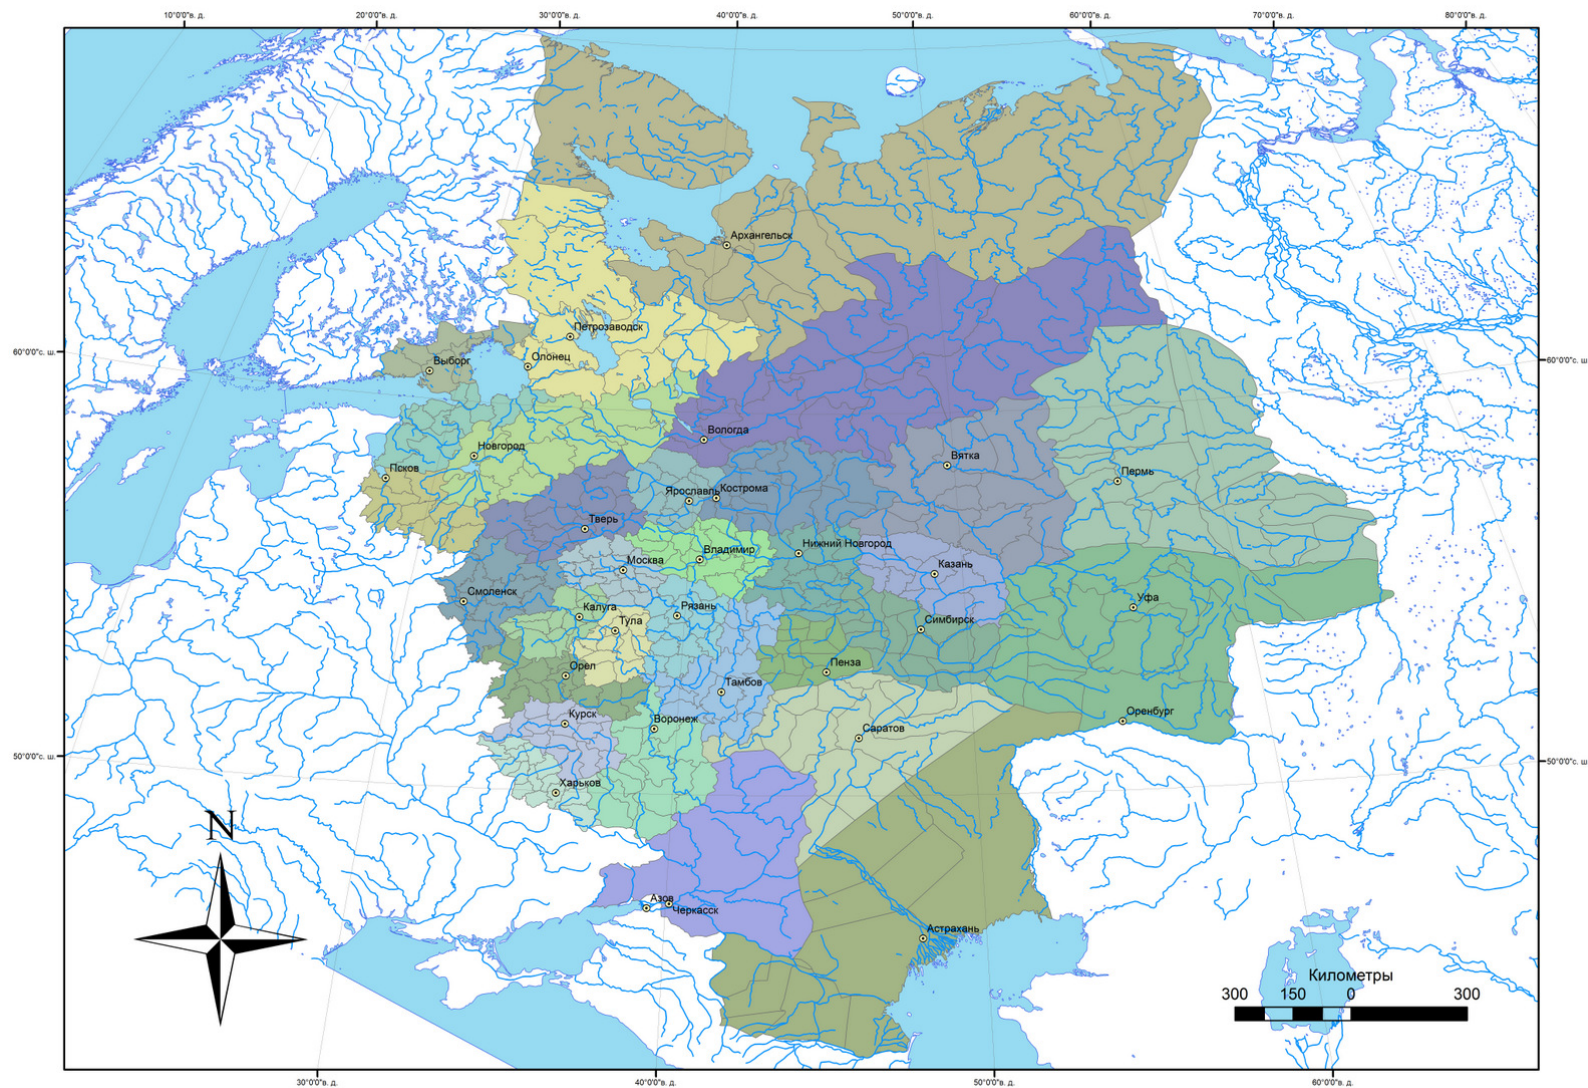 10°0'0"в. д.
20°0'0"в. д.
30°0'0"в. д.
40°0'0"в. д.
50°0'0"в. д.
60°0'0"в. д.
70°0'0"в. д.
80°0'0"в. д.
Архангельск
Петрозаводск
60°0'0"с. ш.
Олонец
Выборг
60°0'0"с. ш.
Вологда
Новгород
Вятка
Псков
Пермь
Ярославль
Кострома
Тверь
Нижний Новгород
Владимир
Москва
Казань
Смоленск
Уфа
Калуга
Рязань
Тула
Симбирск
Орел
Пенза
Тамбов
Курск
Воронеж
Оренбург
Саратов
50°0'0"с. ш.
50°0'0"с. ш.
Харьков
N
Азов
Черкасск
Астрахань
Километры
300 150 0 300
30°0'0"в. д.
40°0'0"в. д.
50°0'0"в. д.
60°0'0"в. д.